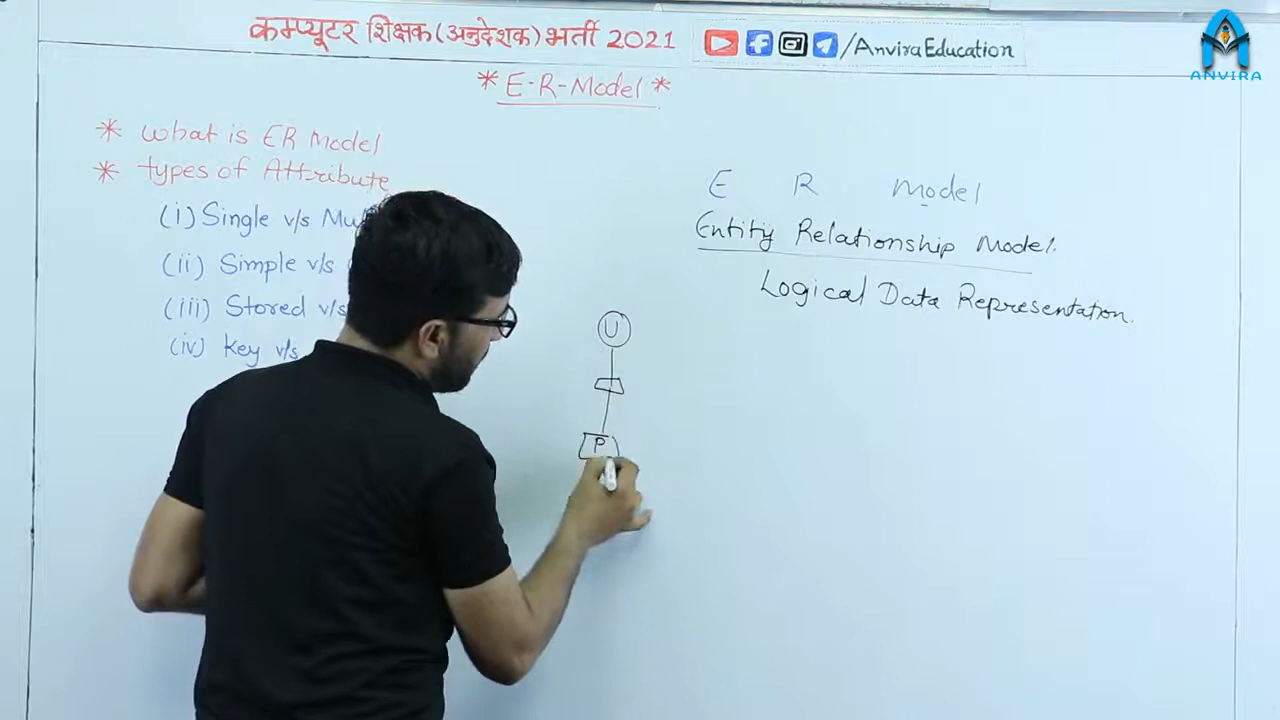 कम्प्यूटर शिक्षक (अनुदेशक) भर्ती 2021
/AnviraEducation
ANVIRA
* E-R-Model *
* What is ER Model
* types of Attribute
(i) Single v/s
(ii) Simple v/s
(iii) Stored v/s
(iv) Key v/s
E R Model
Entity Relationship Model.
Logical Data Representation.
U
P